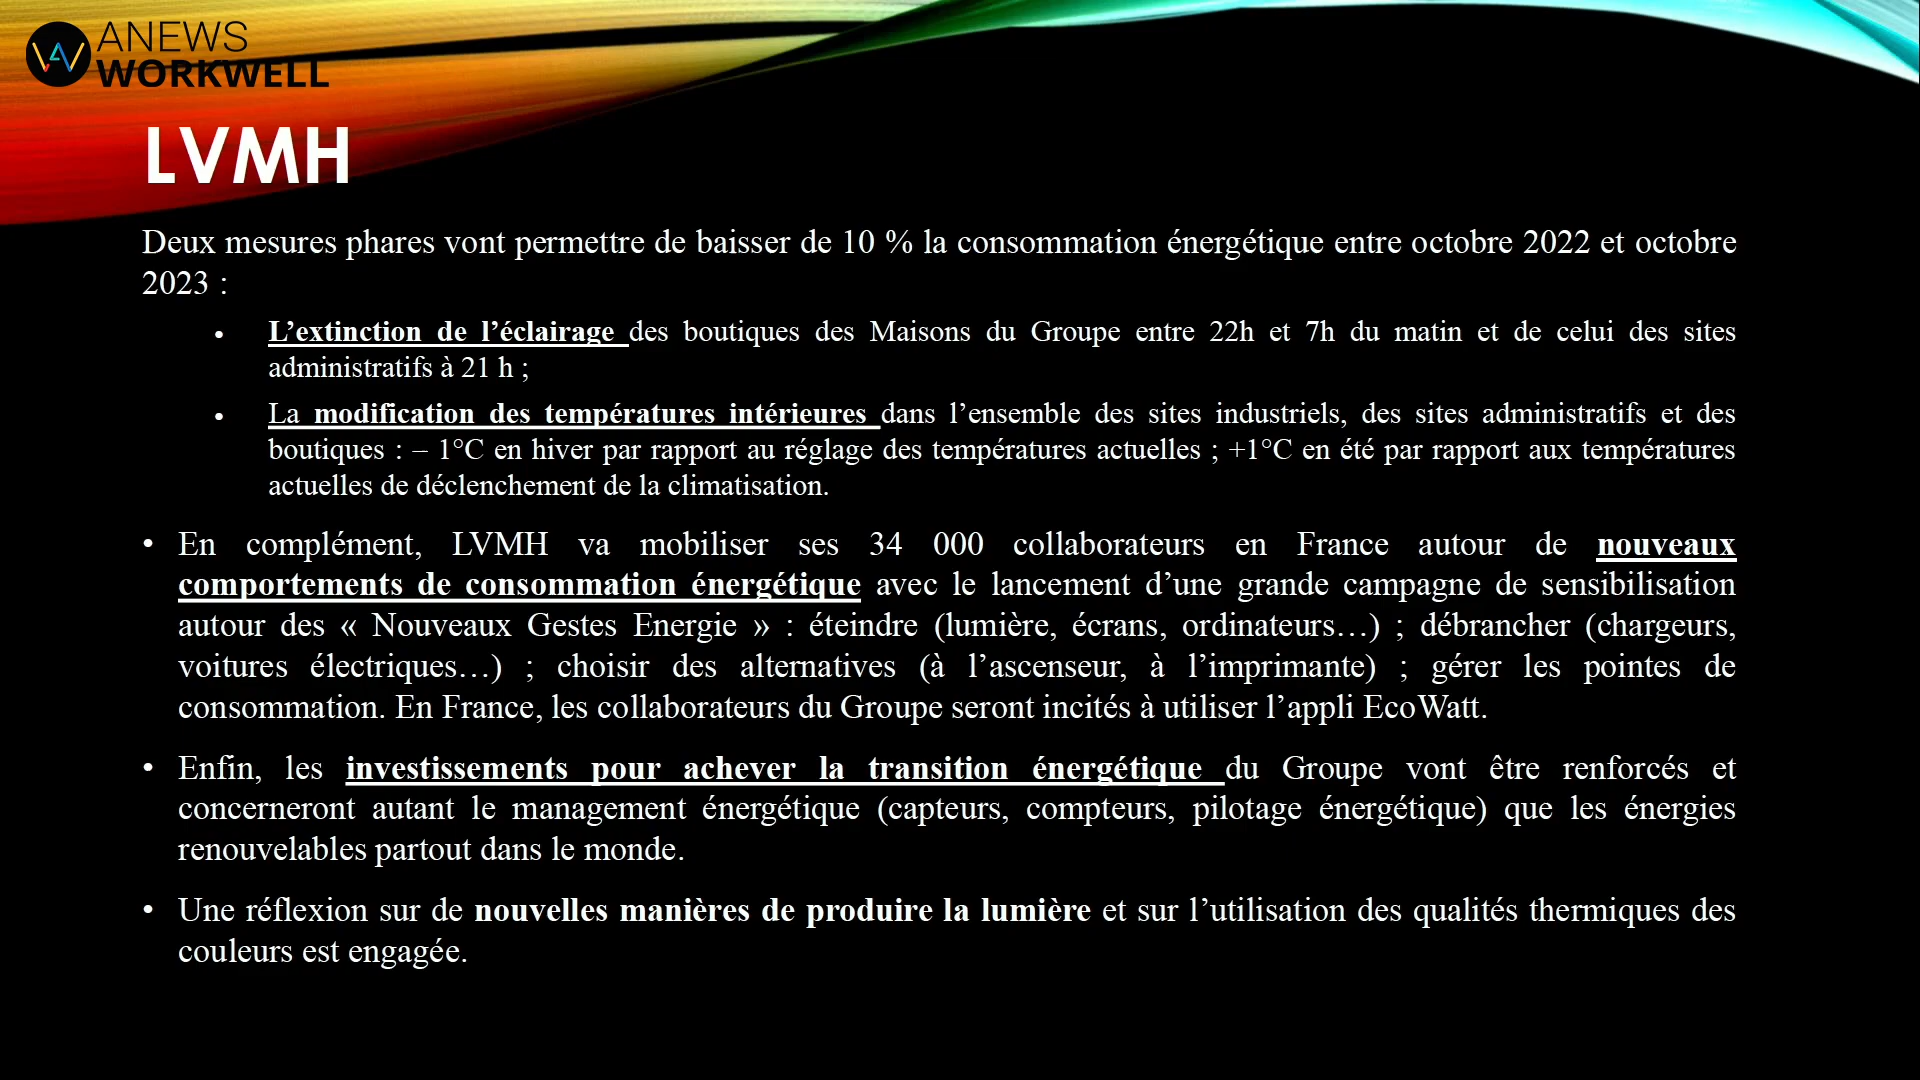 ANEWS
WORKWELL
LVMH
Deux mesures phares vont permettre de baisser de 10 % la consommation énergétique entre octobre 2022 et octobre
2023 :
• L’extinction de l’éclairage des boutiques des Maisons du Groupe entre 22h et 7h du matin et de celui des sites
administratifs à 21 h ;
• La modification des températures intérieures dans l’ensemble des sites industriels, des sites administratifs et des
boutiques : – 1°C en hiver par rapport au réglage des températures actuelles ; +1°C en été par rapport aux températures
actuelles de déclenchement de la climatisation.
• En complément, LVMH va mobiliser ses 34 000 collaborateurs en France autour de nouveaux
comportements de consommation énergétique avec le lancement d’une grande campagne de sensibilisation
autour des « Nouveaux Gestes Energie » : éteindre (lumière, écrans, ordinateurs…) ; débrancher (chargeurs,
voitures électriques…) ; choisir des alternatives (à l’ascenseur, à l’imprimante) ; gérer les pointes de
consommation. En France, les collaborateurs du Groupe seront incités à utiliser l’appli EcoWatt.
• Enfin, les investissements pour achever la transition énergétique du Groupe vont être renforcés et
concerneront autant le management énergétique (capteurs, compteurs, pilotage énergétique) que les énergies
renouvelables partout dans le monde.
• Une réflexion sur de nouvelles manières de produire la lumière et sur l’utilisation des qualités thermiques des
couleurs est engagée.